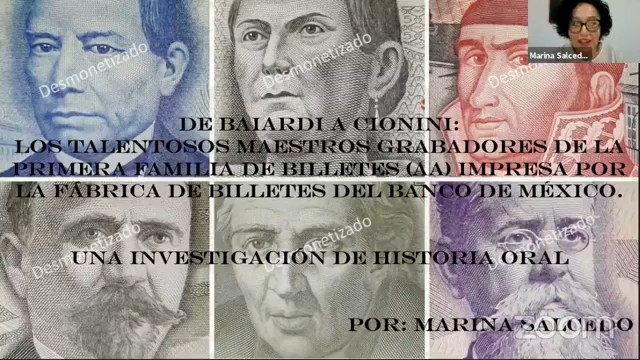 Desmonetizado
Desmonetizado
Des
Marina Salced...
DE BAIARDI A CIONINI:
LOS TALENTOSOS MAESTROS GRABADORES DE LA
PRIMERA FAMILIA DE BILLETES (AA) IMPRESA POR
LA FÁBRICA DE BILLETES DEL BANCO DE MÉXICO.
Desmonetizado
Desmonetizado
Desmonetizado
UNA INVESTIGACIÓN DE HISTORIA ORAL
POR: MARINA SALCEDO
zoom